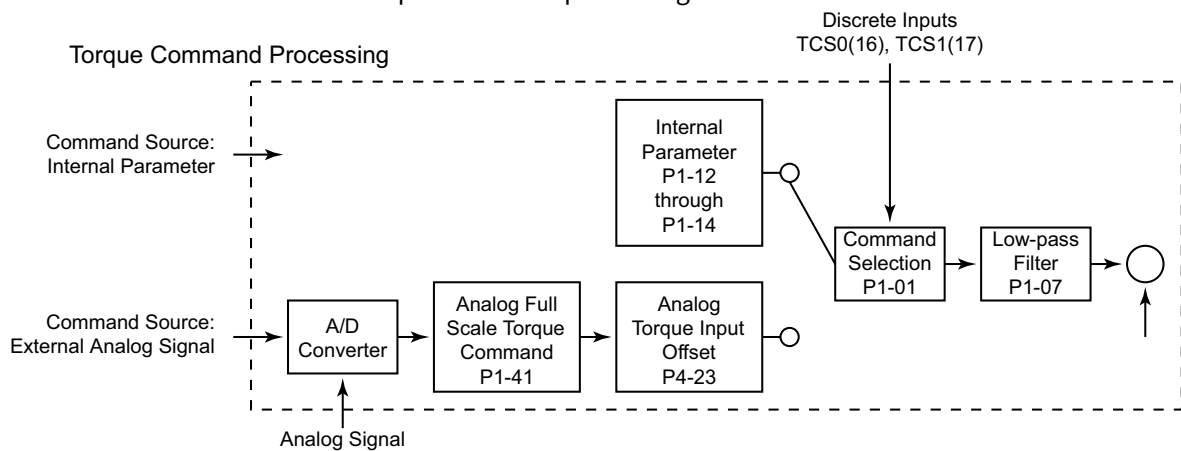 Discrete Inputs
TCS0(16), TCS1(17)
Torque Command Processing
Command Source:
Internal Parameter
Internal
Parameter
P1-12
through
P1-14
Command
Selection
P1-01
Low-pass
Filter
P1-07
Command Source:
External Analog Signal
A/D
Converter
Analog Full
Scale Torque
Command
P1-41
Analog
Torque Input
Offset
P4-23
Analog Signal